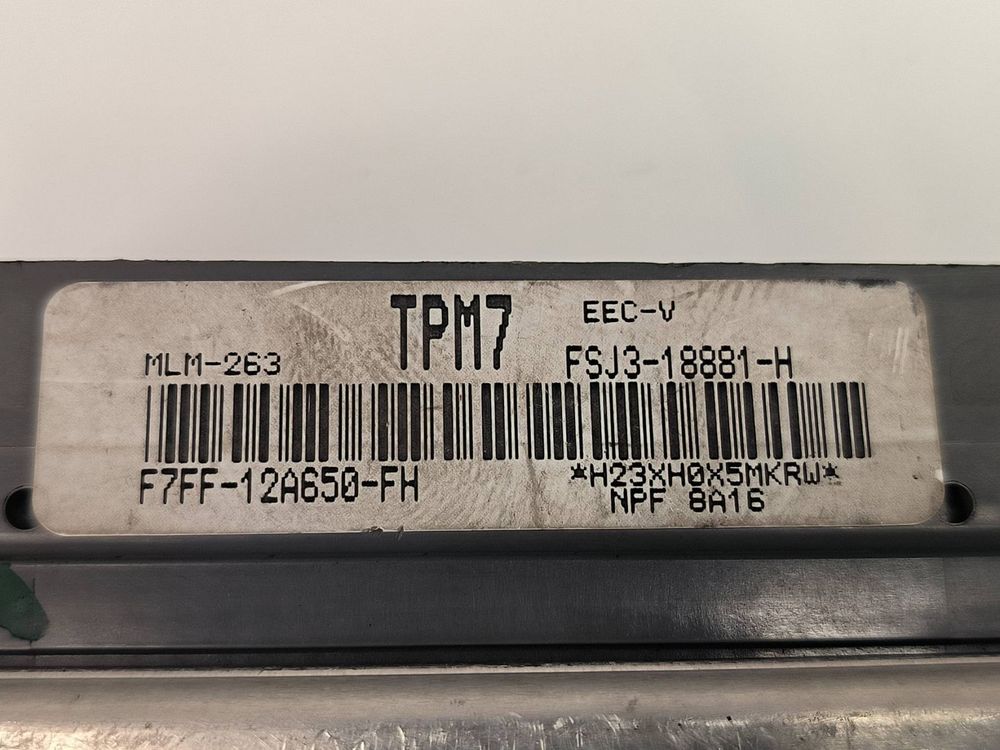 TPM7 EEC-V
MLM-263 FSJ3-18881-H
F7FF-12A650-FH *H23XH0X5MKRW*
NPF 8A16